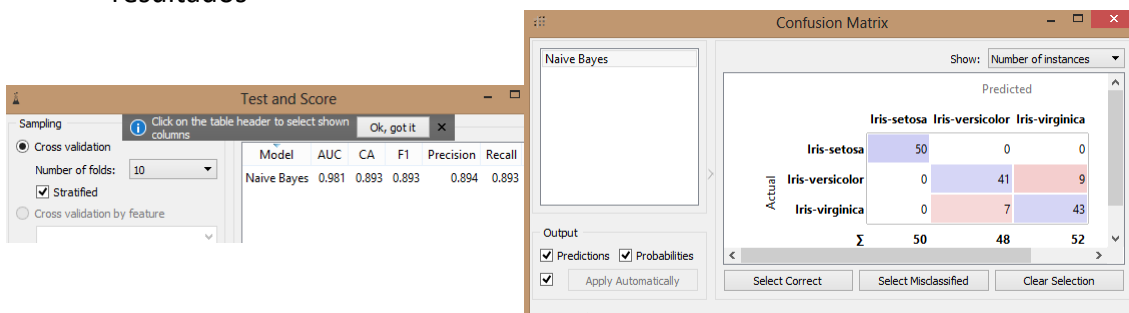 resultados
Test and Score
Sampling
Cross validation
Number of folds: 10
Stratified
Cross validation by feature
Click on the table header to select shown
columns
Ok, got it
Model AUC CA F1 Precision Recall
Naive Bayes 0.981 0.893 0.893 0.894 0.893
Confusion Matrix
Naive Bayes
Output
Predictions Probabilities
Apply Automatically
Show: Number of instances
Predicted
Iris-setosa Iris-versicolor Iris-virginica
Actual
Iris-setosa 50 0 0
Iris-versicolor 0 41 9
Iris-virginica 0 7 43
Σ 50 48 52
Select Correct Select Misclassified Clear Selection